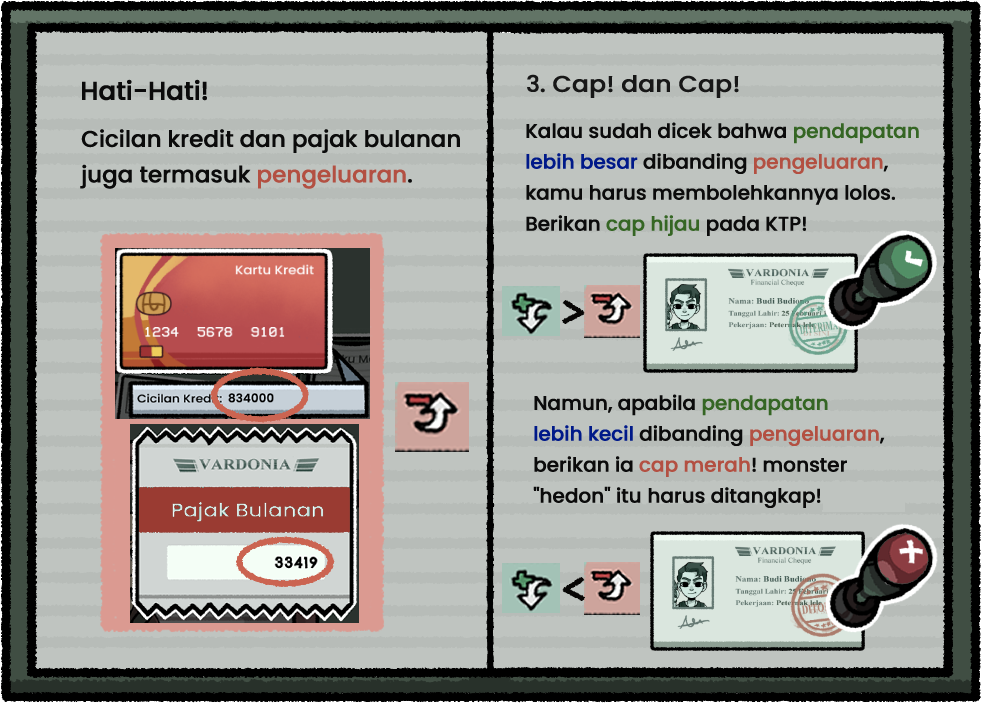 Hati-Hati!
Cicilan kredit dan pajak bulanan
juga termasuk pengeluaran.
Kartu Kredit
1234 5678 9101
Cicilan Kredit: 834000
VARDONIA
Pajak Bulanan
33419
3. Cap! dan Cap!
Kalau sudah dicek bahwa pendapatan
lebih besar dibanding pengeluaran,
kamu harus membolehkannya lolos.
Berikan cap hijau pada KTP!
VARDONIA
Financial Cheque
Nama: Budi Budiono
Tanggal Lahir: 25 Februari
Pekerjaan: Peternak lele
DITERIMA
Namun, apabila pendapatan
lebih kecil dibanding pengeluaran,
berikan ia cap merah! monster
"hedon" itu harus ditangkap!
VARDONIA
Financial Cheque
Nama: Budi Budiono
Tanggal Lahir: 25 Februari
Pekerjaan: Peternak lele